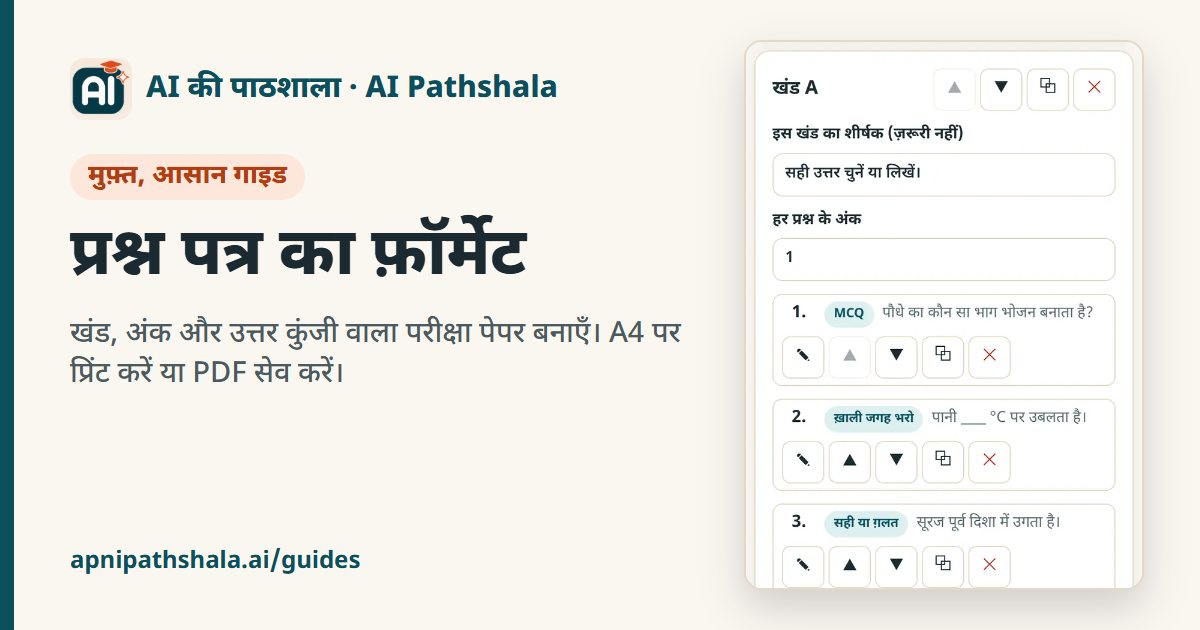 AI की पाठशाला · AI Pathshala
मुफ़्त, आसान गाइड
प्रश्न पत्र का फ़ॉर्मेट
खंड, अंक और उत्तर कुंजी वाला परीक्षा पेपर बनाएँ। A4 पर
प्रिंट करें या PDF सेव करें।
apnipathshala.ai/guides
खंड A
इस खंड का शीर्षक (ज़रूरी नहीं)
सही उत्तर चुनें या लिखें।
हर प्रश्न के अंक
1
1. MCQ पौधे का कौन सा भाग भोजन बनाता है?
2. ख़ाली जगह भरो पानी ___ °C पर उबलता है।
3. सही या ग़लत सूरज पूर्व दिशा में उगता है।